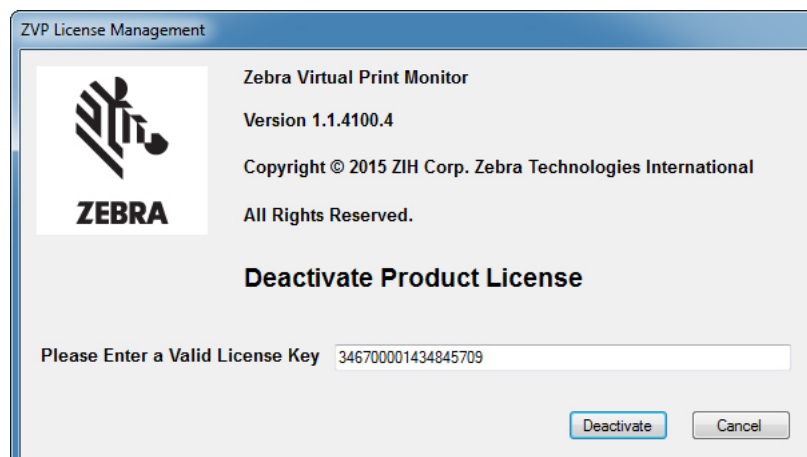 ZVP License Management
Zebra Virtual Print Monitor
Version 1.1.4100.4
Copyright © 2015 ZIH Corp. Zebra Technologies International
All Rights Reserved.
ZEBRA
Deactivate Product License
Please Enter a Valid License Key 346700001434845709
Deactivate Cancel